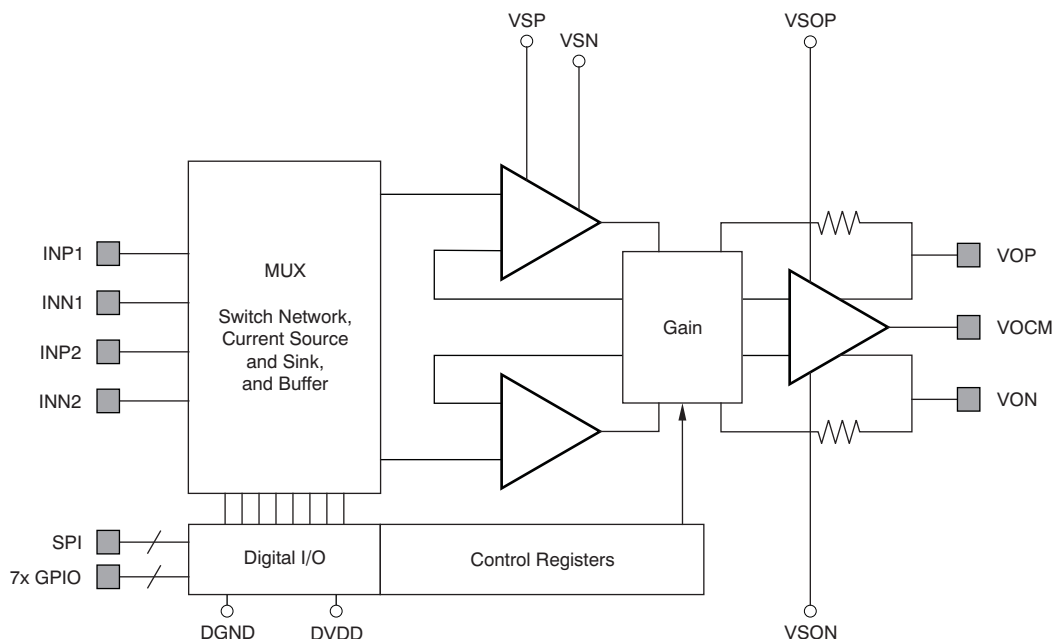 VSP
VSN
VSOP
INP1
INN1
INP2
INN2
MUX
Switch Network,
Current Source
and Sink,
and Buffer
Gain
VOP
VOCM
VON
SPI
7x GPIO
Digital I/O
Control Registers
DGND
DVDD
VSON